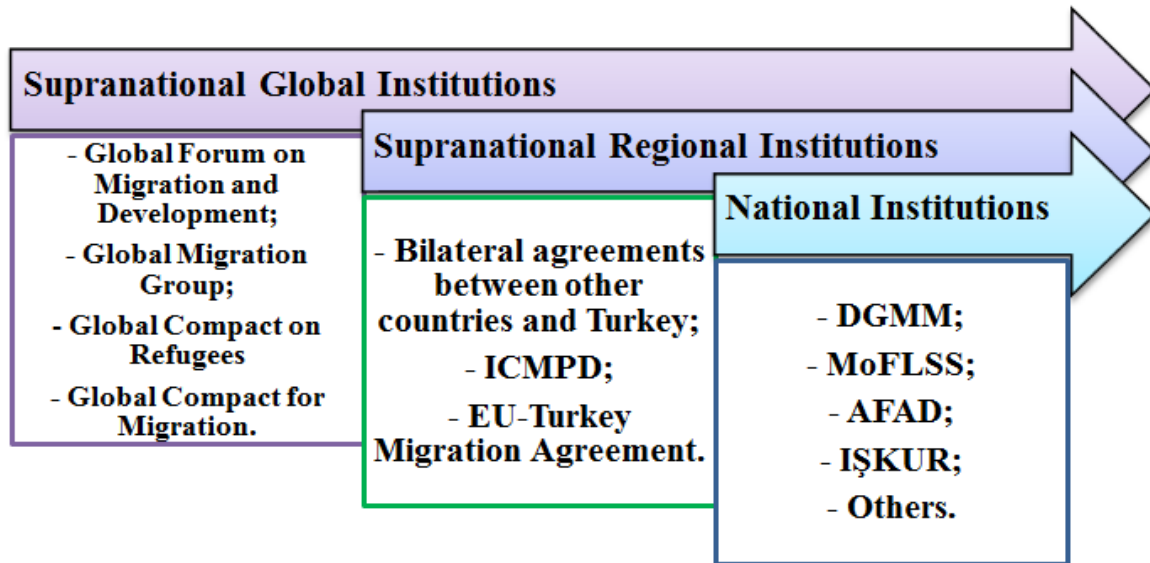 Supranational Global Institutions
- Global Forum on
Migration and
Development;
- Global Migration
Group;
- Global Compact on
Refugees
- Global Compact for
Migration.
Supranational Regional Institutions
- Bilateral agreements
between other
countries and Turkey;
- ICMPD;
- EU-Turkey
Migration Agreement.
National Institutions
- DGMM;
- MoFLSS;
- AFAD;
- IŞKUR;
- Others.